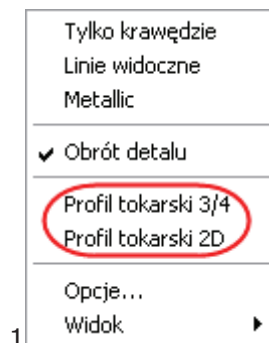 Tylko krawędzie
Linie widoczne
Metallic
Obrót detalu
Profil tokarski 3/4
Profil tokarski 2D
Opcje...
Widok
1